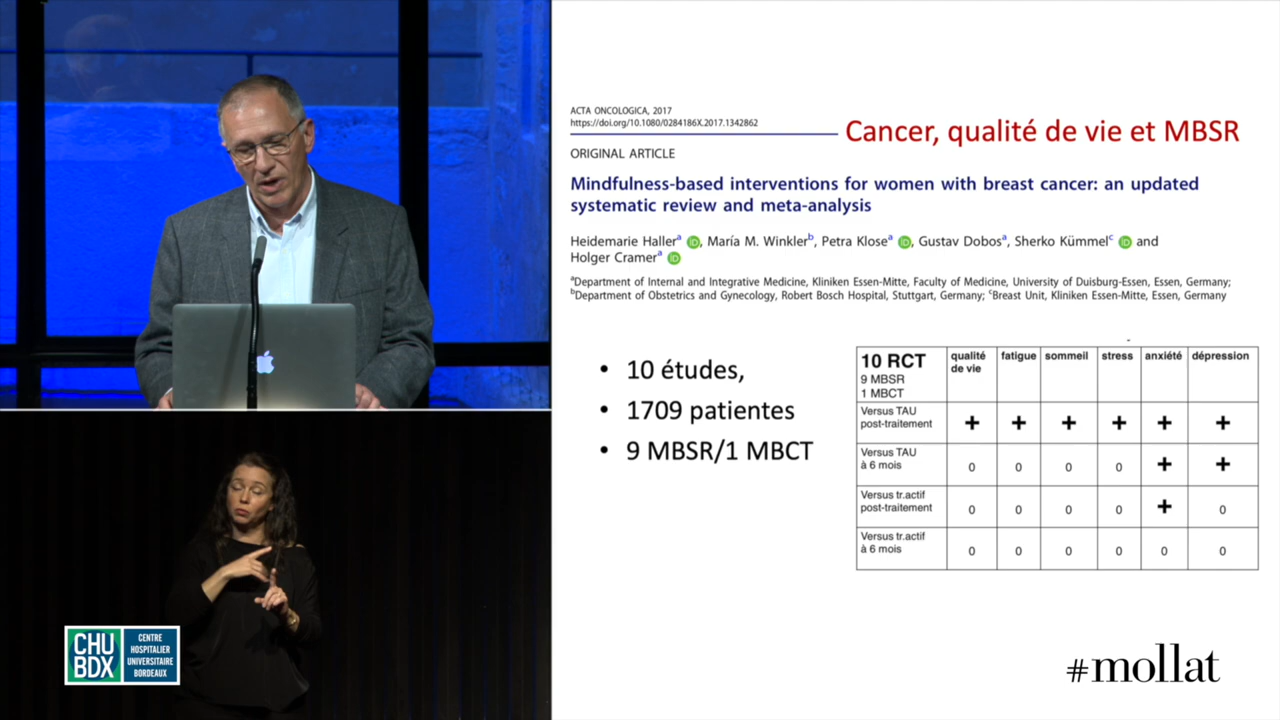 ACTA ONCOLOGICA, 2017
https://doi.org/10.1080/0284186X.2017.1342862
Cancer, qualité de vie et MBSR
ORIGINAL ARTICLE
Mindfulness-based interventions for women with breast cancer: an updated
systematic review and meta-analysis
Heidemarie Haller^a iD, María M. Winkler^b, Petra Klose^a iD, Gustav Dobos^a, Sherko Kümmel^c iD and
Holger Cramer^a iD
^aDepartment of Internal and Integrative Medicine, Kliniken Essen-Mitte, Faculty of Medicine, University of Duisburg-Essen, Essen, Germany;
^bDepartment of Obstetrics and Gynecology, Robert Bosch Hospital, Stuttgart, Germany; ^cBreast Unit, Kliniken Essen-Mitte, Essen, Germany
• 10 études,
• 1709 patientes
• 9 MBSR/1 MBCT
10 RCT
9 MBSR
1 MBCT
qualité
de vie
fatigue
sommeil
stress
anxiété
dépression
Versus TAU
post-traitement
+ + + + + +
Versus TAU
à 6 mois
0 0 0 0 + +
Versus tr.actif
post-traitement
0 0 0 0 + 0
Versus tr.actif
à 6 mois
0 0 0 0 0 0
CHU
BDX
CENTRE
HOSPITALIER
UNIVERSITAIRE
BORDEAUX
#mollat